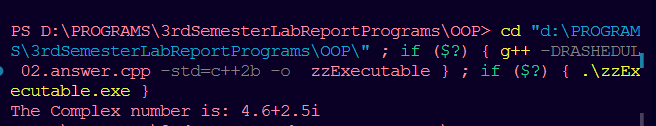 PS D:\PROGRAMS\3rdSemesterLabReportPrograms\OOP> cd "d:\PROGRAM
S\3rdSemesterLabReportPrograms\OOP\" ; if ($?) { g++ -DRASHEDUL
 02.answer.cpp -std=c++2b -o  zzExecutable } ; if ($?) { .\zzEx
ecutable.exe }
The Complex number is: 4.6+2.5i